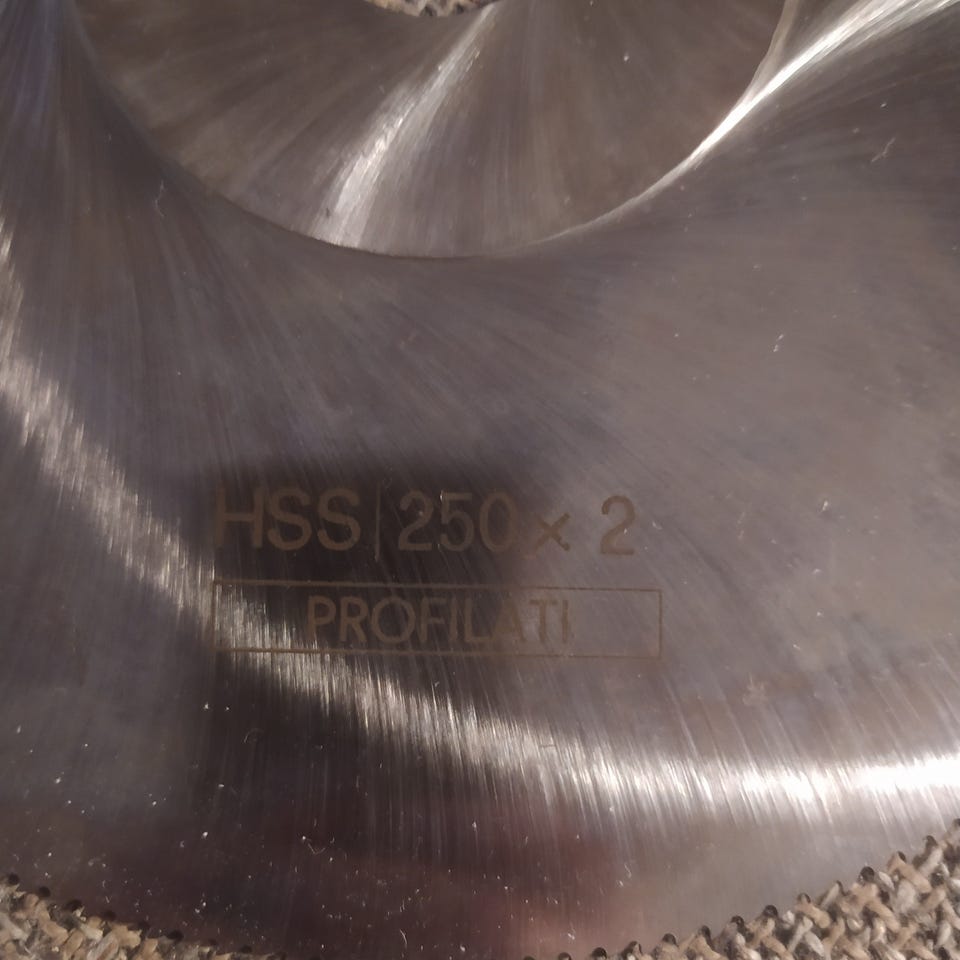 HSS | 250 x 2
PROFILATI